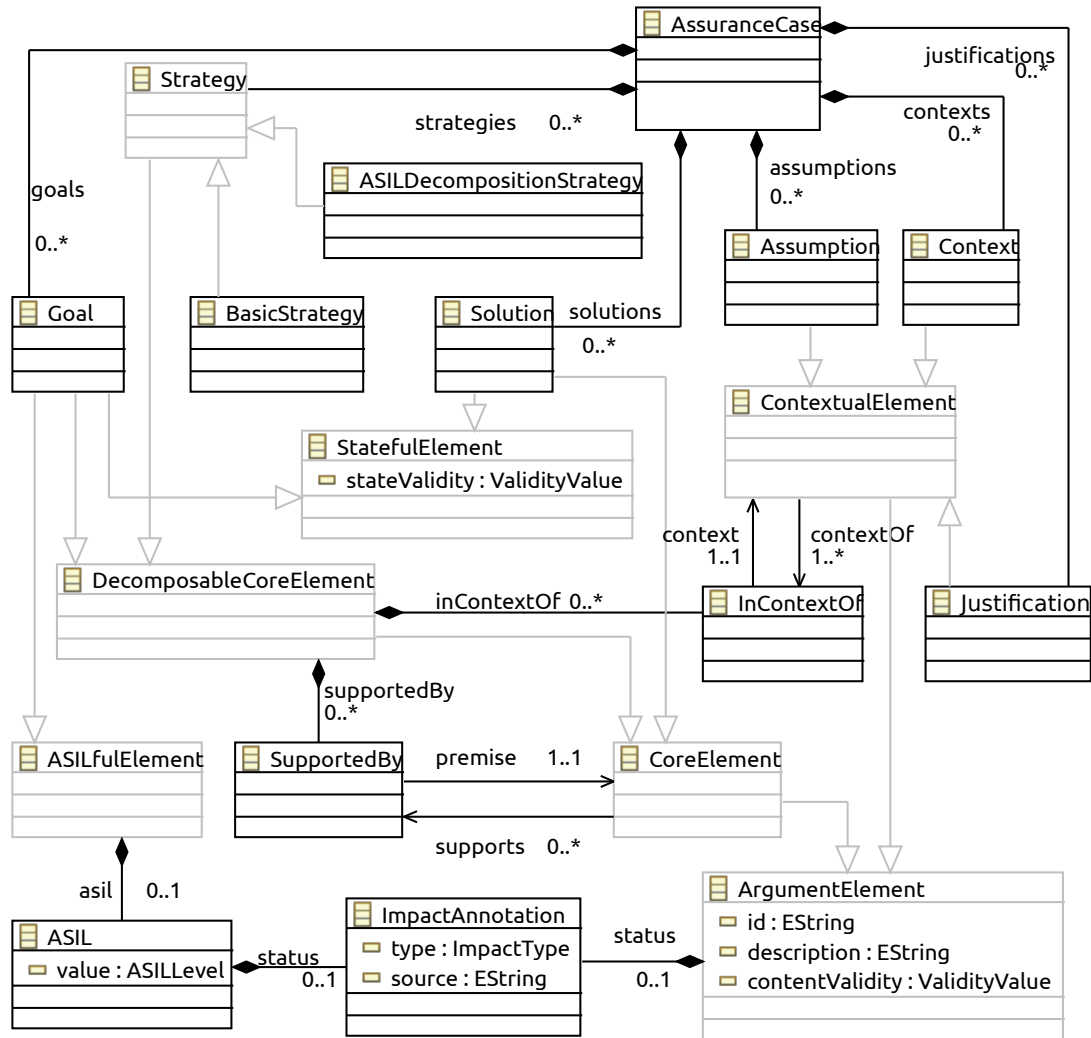 AssuranceCase
justifications
0..*
Strategy
strategies 0..*
contexts
0..*
assumptions
0..*
ASILDecompositionStrategy
goals
0..*
Assumption
Context
Goal
BasicStrategy
Solution
solutions
0..*
ContextualElement
StatefulElement
stateValidity : ValidityValue
context
1..1
contextOf
1..*
DecomposableCoreElement
inContextOf 0..*
InContextOf
Justification
supportedBy
0..*
ASILfulElement
SupportedBy
premise 1..1
CoreElement
supports 0..*
asil 0..1
ArgumentElement
id : EString
description : EString
contentValidity : ValidityValue
ImpactAnnotation
type : ImpactType
source : EString
status
0..1
ASIL
value : ASILLevel
status
0..1